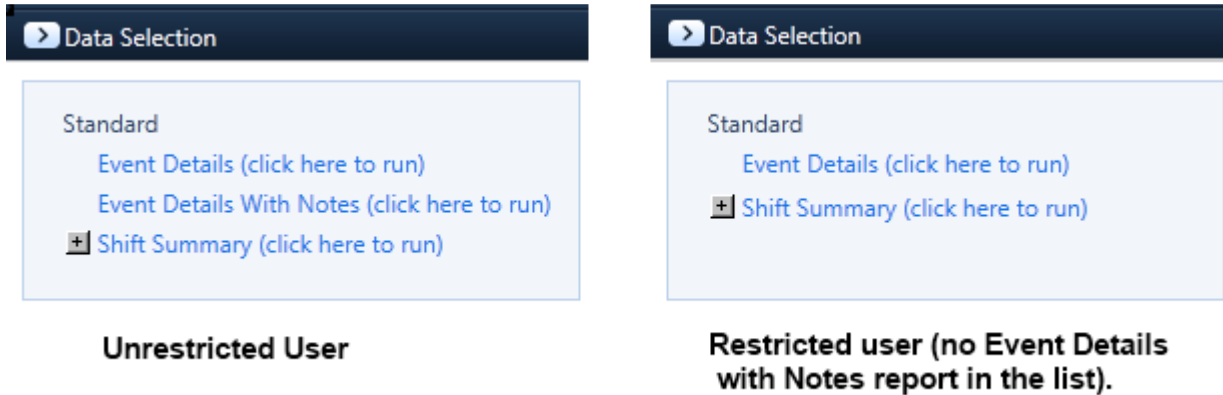 Data Selection
Standard
Event Details (click here to run)
Event Details With Notes (click here to run)
+ Shift Summary (click here to run)
Unrestricted User
Data Selection
Standard
Event Details (click here to run)
+ Shift Summary (click here to run)
Restricted user (no Event Details
with Notes report in the list).